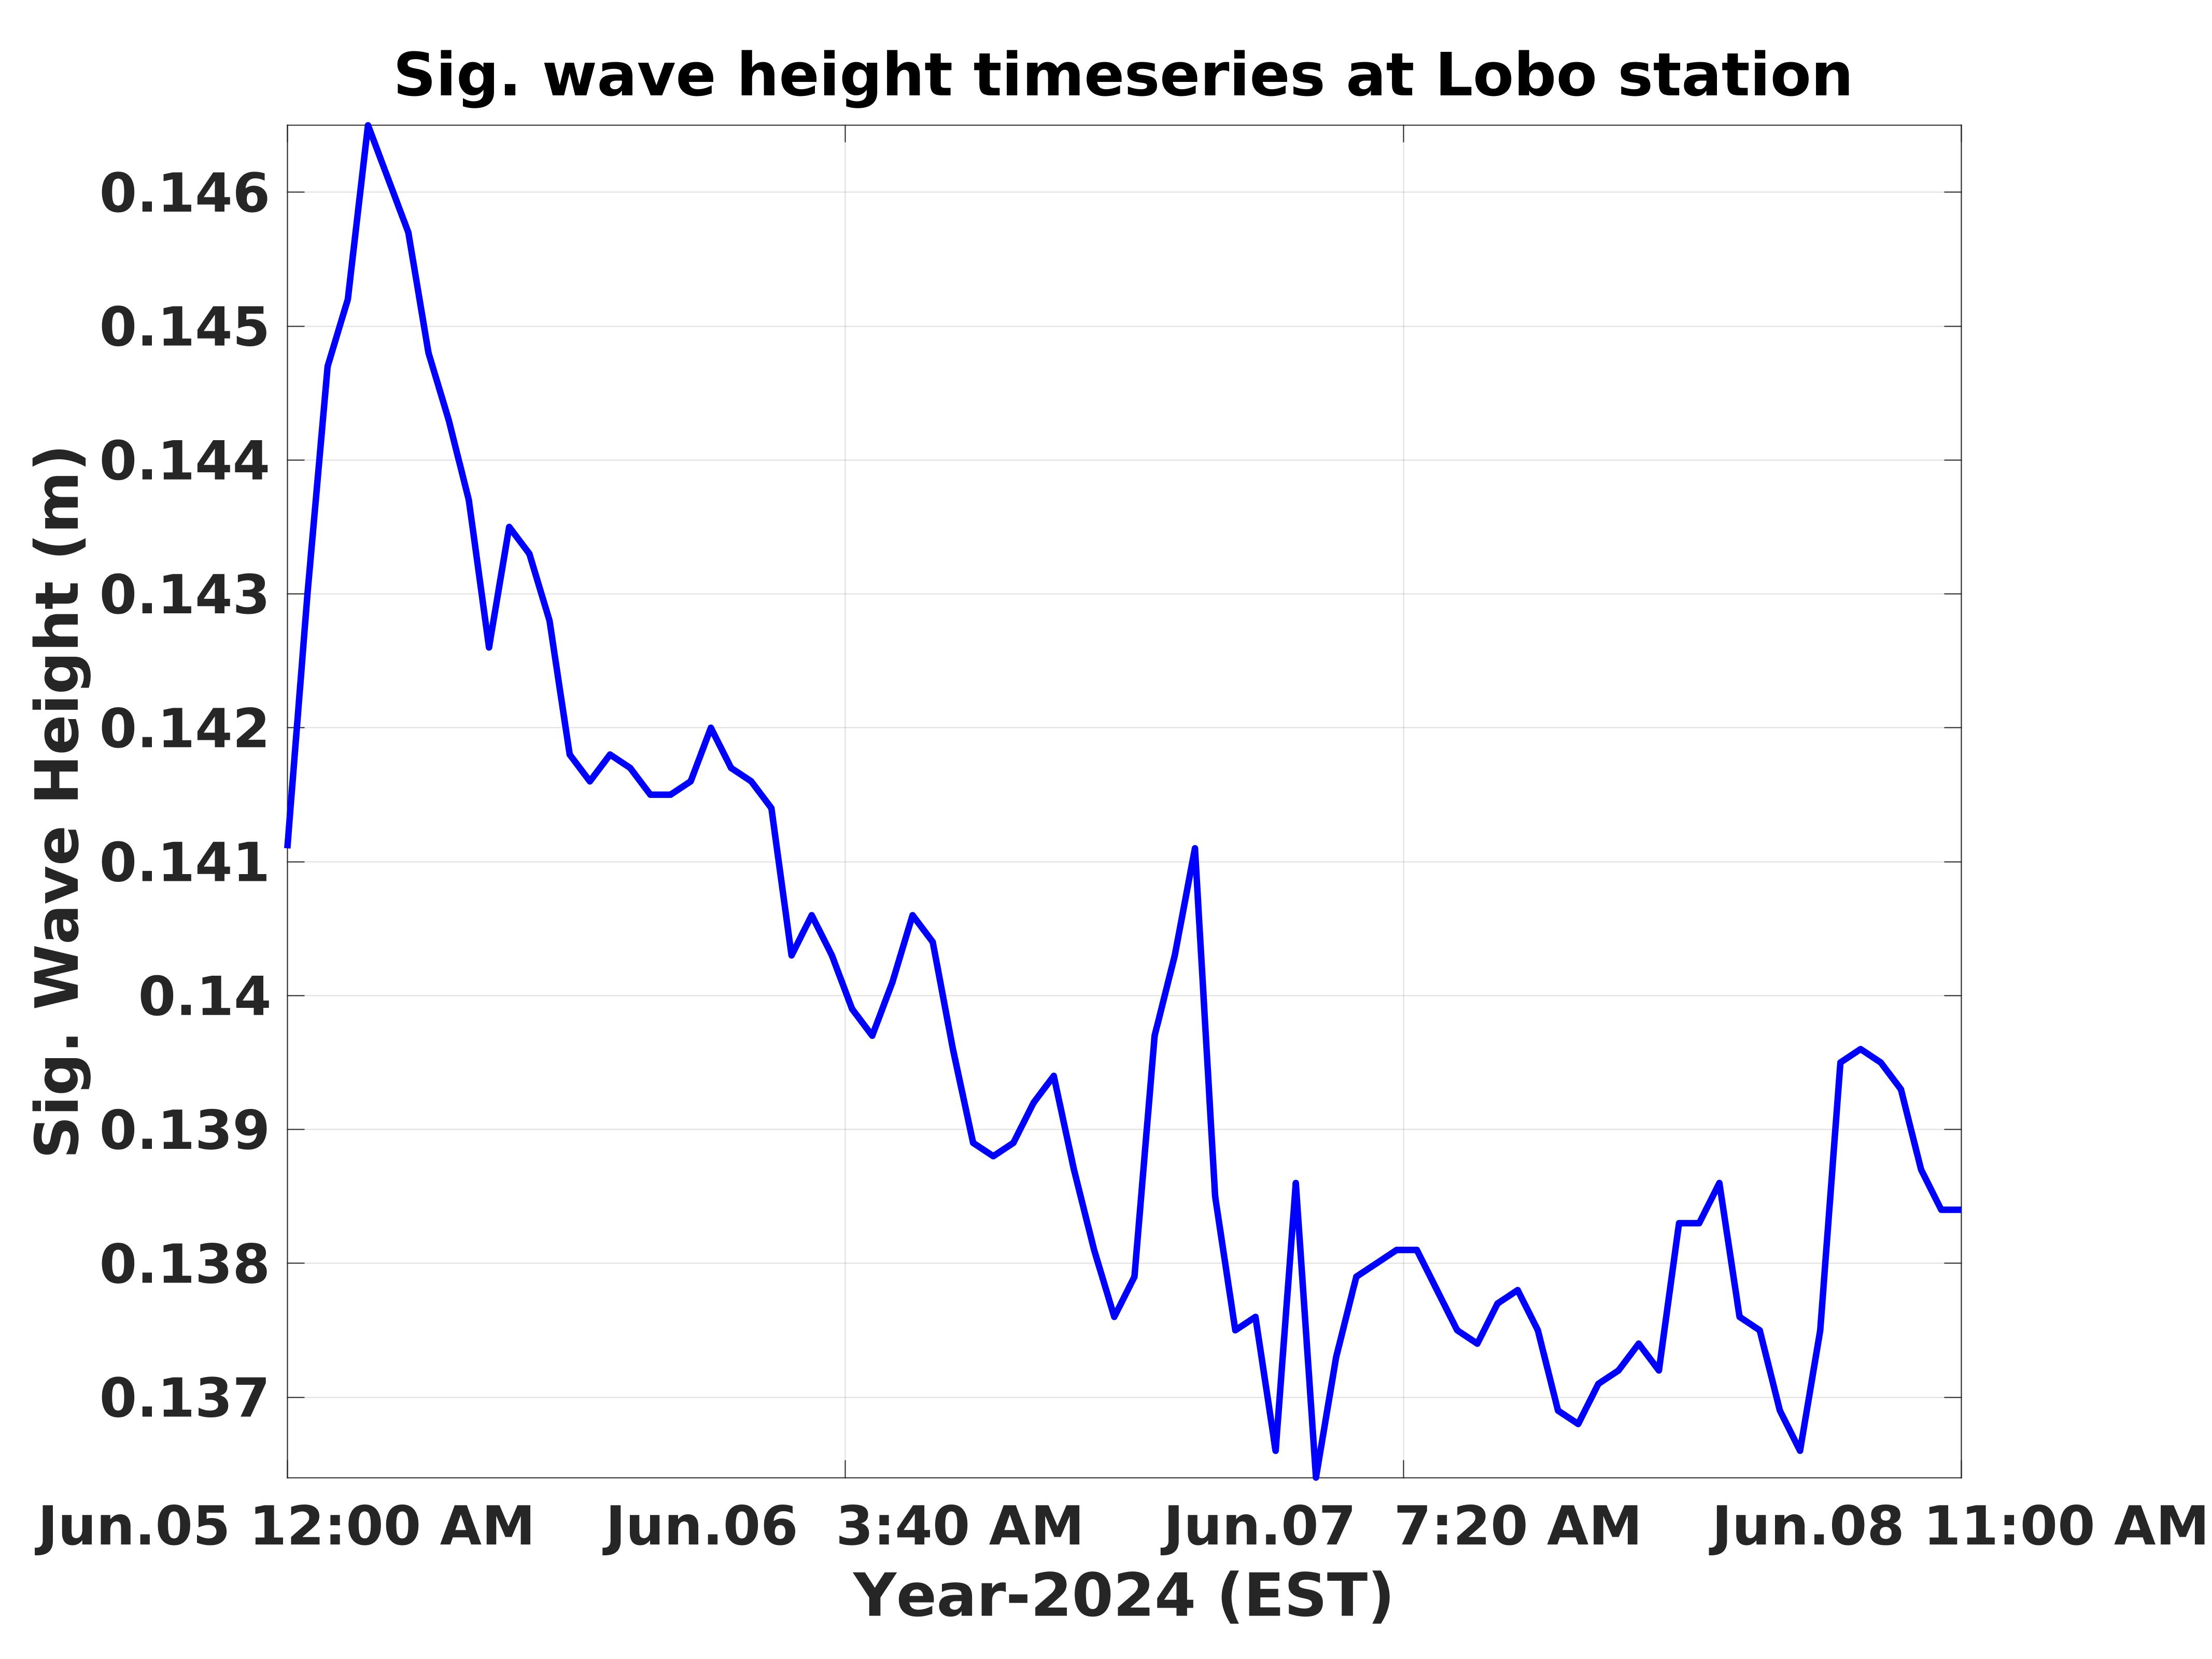 Sig. wave height timeseries at Lobo station
Sig. Wave Height (m)
0.146
0.145
0.144
0.143
0.142
0.141
0.14
0.139
0.138
0.137
Jun.05 12:00 AM Jun.06 3:40 AM Jun.07 7:20 AM Jun.08 11:00 AM
Year-2024 (EST)